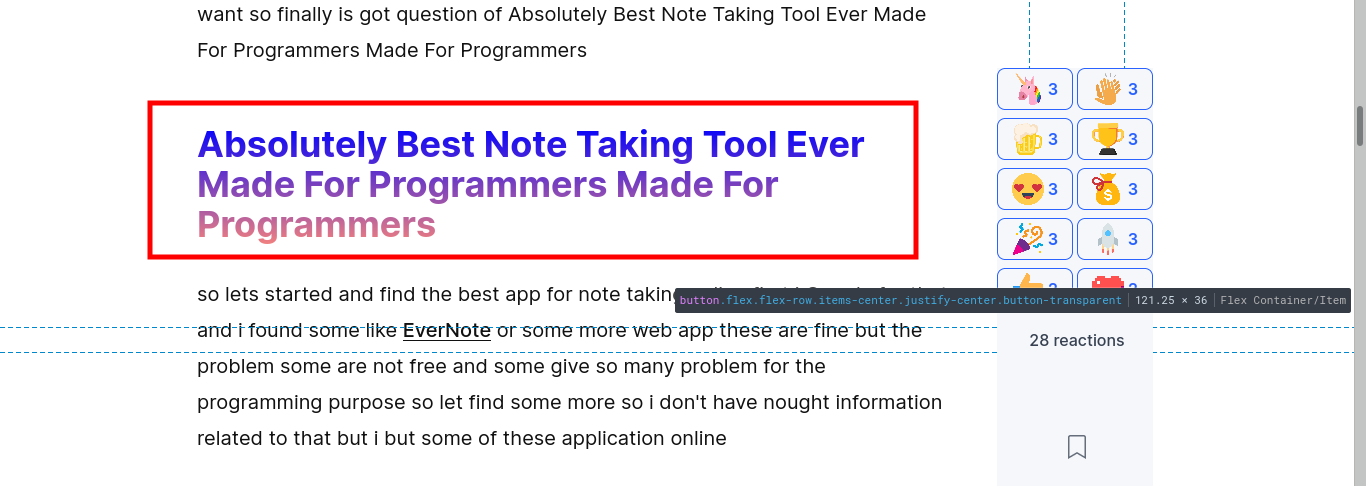 want so finally is got question of Absolutely Best Note Taking Tool Ever Made
For Programmers Made For Programmers
Absolutely Best Note Taking Tool Ever
Made For Programmers Made For
Programmers
so lets started and find the best app for note taking
and i found some like EverNote or some more web app these are fine but the
problem some are not free and some give so many problem for the
programming purpose so let find some more so i don't have nought information
related to that but i but some of these application online
3 3
3 3
3 3
3 3
button.flex.flex-row.items-center.justify-center.button-transparent 121.25 × 36 Flex Container/Item
28 reactions